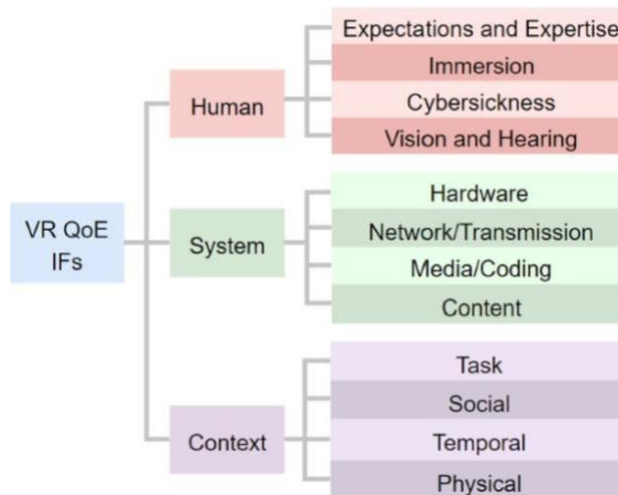 VR QoE
IFs
Human
Expectations and Expertise
Immersion
Cybersickness
Vision and Hearing
System
Hardware
Network/Transmission
Media/Coding
Content
Context
Task
Social
Temporal
Physical